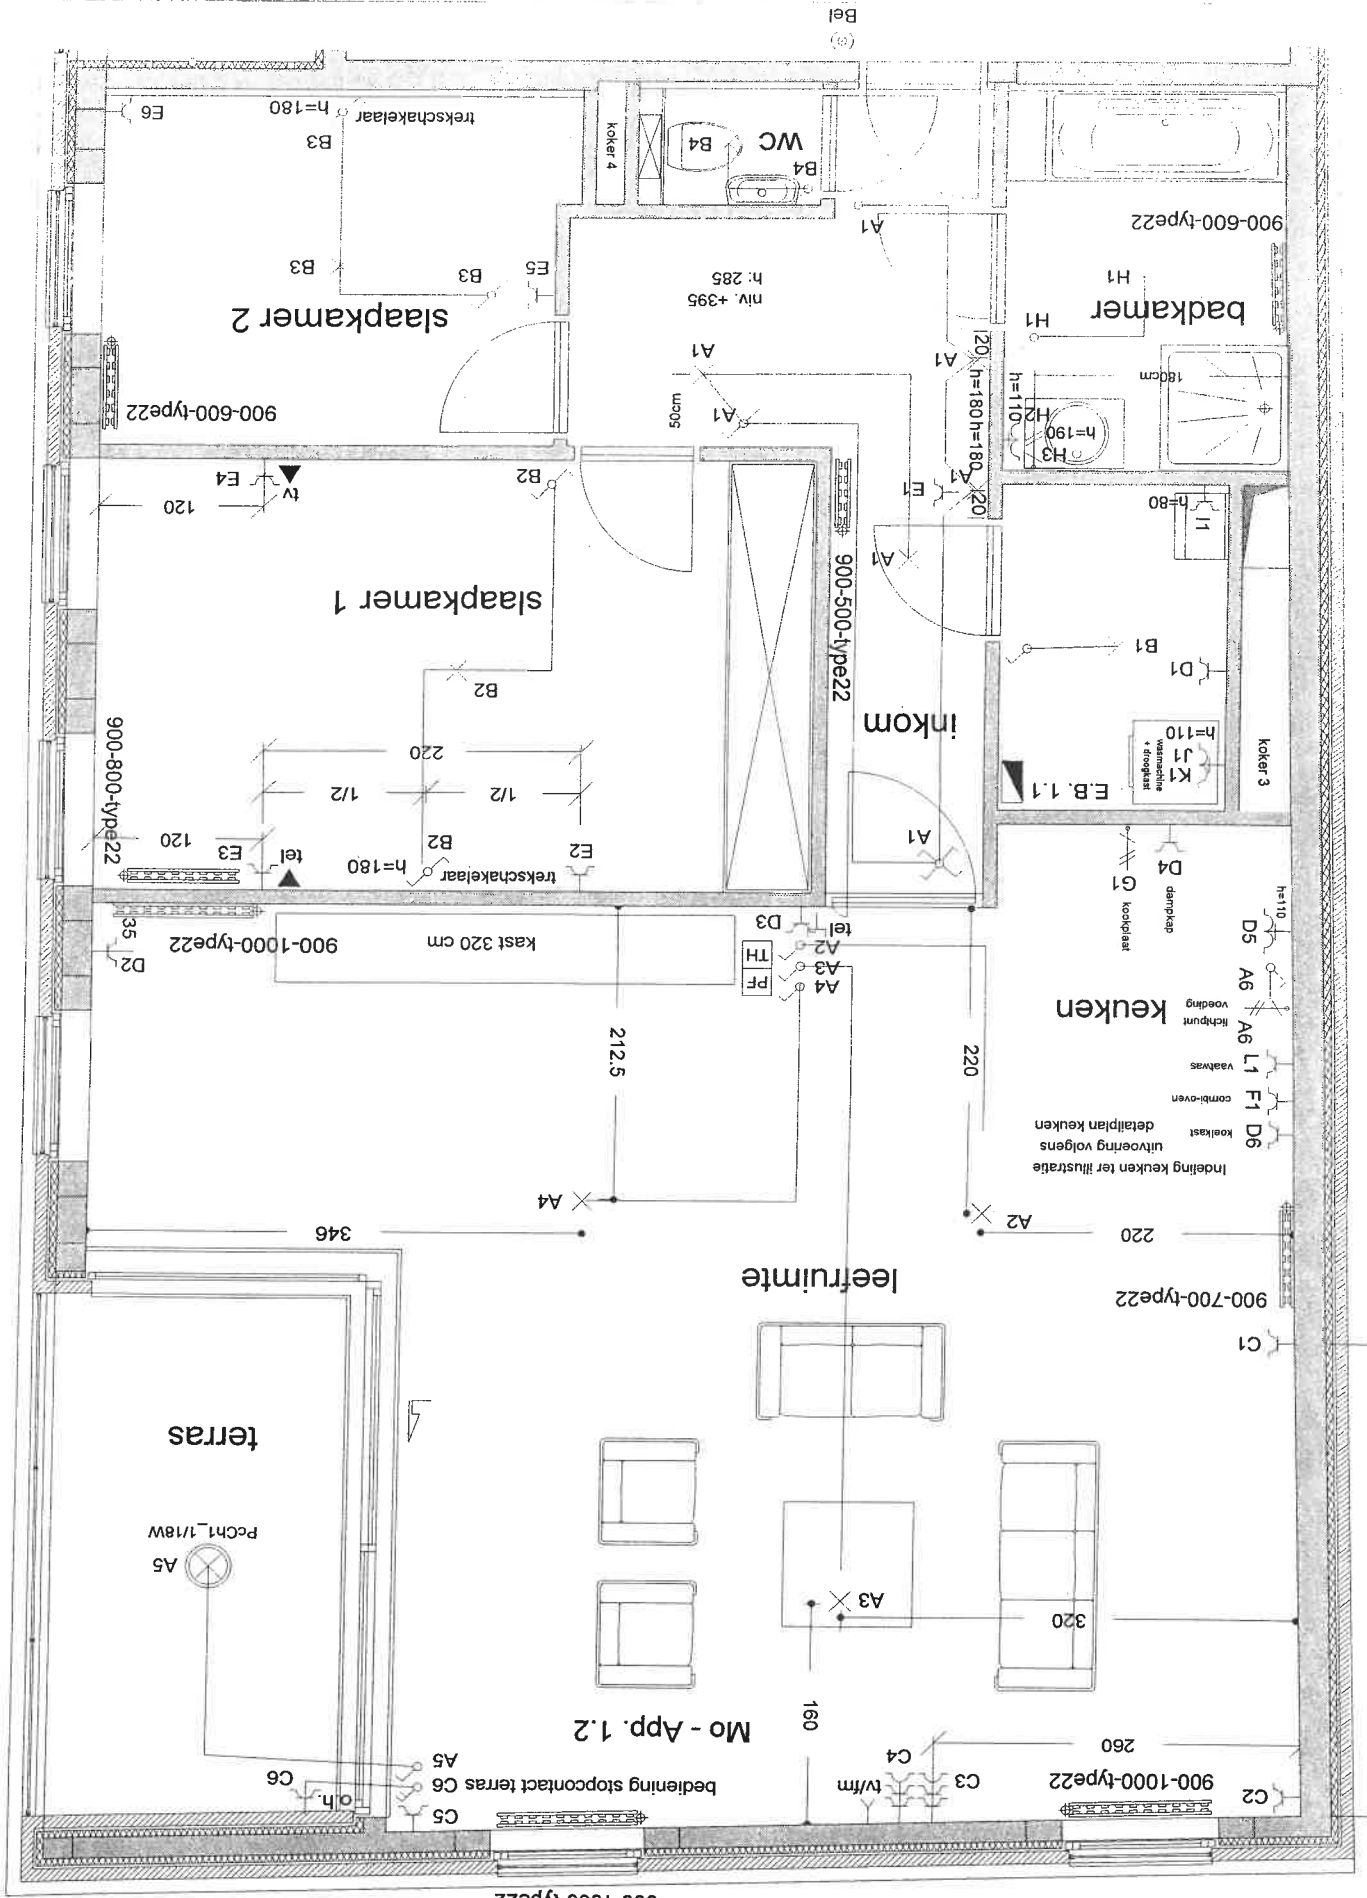 900-1000-type22
C2
900-1000-type22
260
C3
C4
tv/fm
bediening stopcontact terras
C5
C6
A5
C6
o.h.
Mo - App. 1.2
160
320
A3
A5
PcCh1_1/18W
terras
C1
900-700-type22
leefruimte
220
A2
346
A4
Indeling keuken ter illustratie
uitvoering volgens
detailplan keuken
D6
koelkast
F1
combi-oven
L1
vaatwas
A6
lichtpunt
voeding
A6
keuken
220
212.5
D5
h=110
G1
kookplaat
D4
dampkap
A4
A3
A2
PF
TH
tel
D3
kast 320 cm
900-1000-type22
D2
35
koker 3
K1
J1
wasmachine
+ droogkast
h=110
E.B. 1.1
A1
E2
trekschakelaar
h=180
B2
tel
E3
120
1/2
1/2
220
900-800-type22
D1
B1
inkom
900-500-type22
B2
slaapkamer 1
I1
h=80
A1
E1
A1
20
B2
tv
E4
120
H3
h=190
H2
h=110
180cm
h=180
h=180
20
A1
A1
50cm
A1
900-600-type22
badkamer
H1
H1
niv. +395
h: 285
slaapkamer 2
E5
B3
B3
900-600-type22
A1
B4
WC
B4
koker 4
B3
trekschakelaar
h=180
E6
Bel